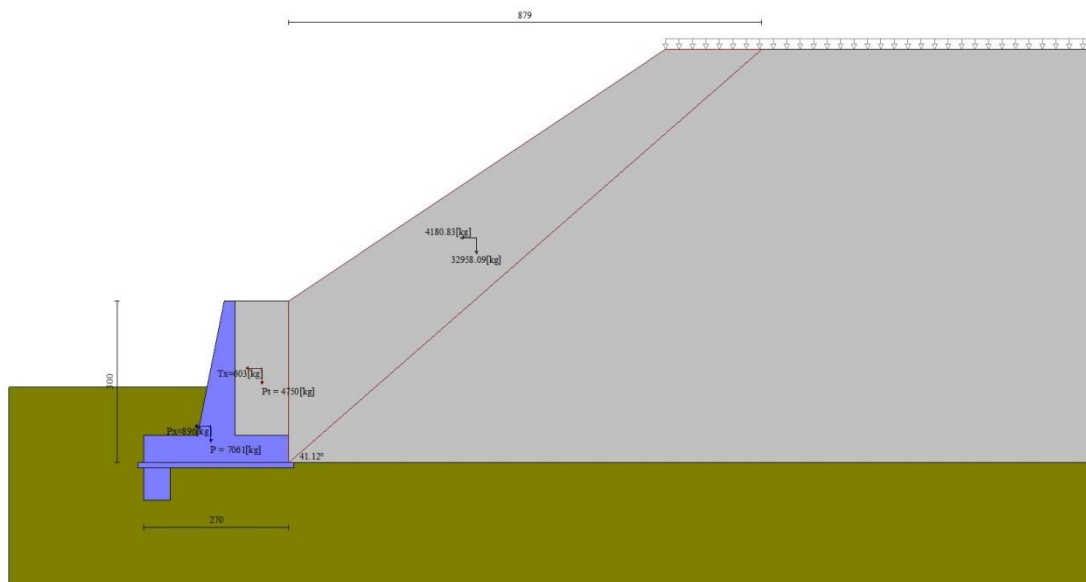 879
4180.83[kg]
32958.09[kg]
300
Tx=603[kg]
Pt = 4750[kg]
Px=896[kg]
P = 7061[kg]
41.12°
270